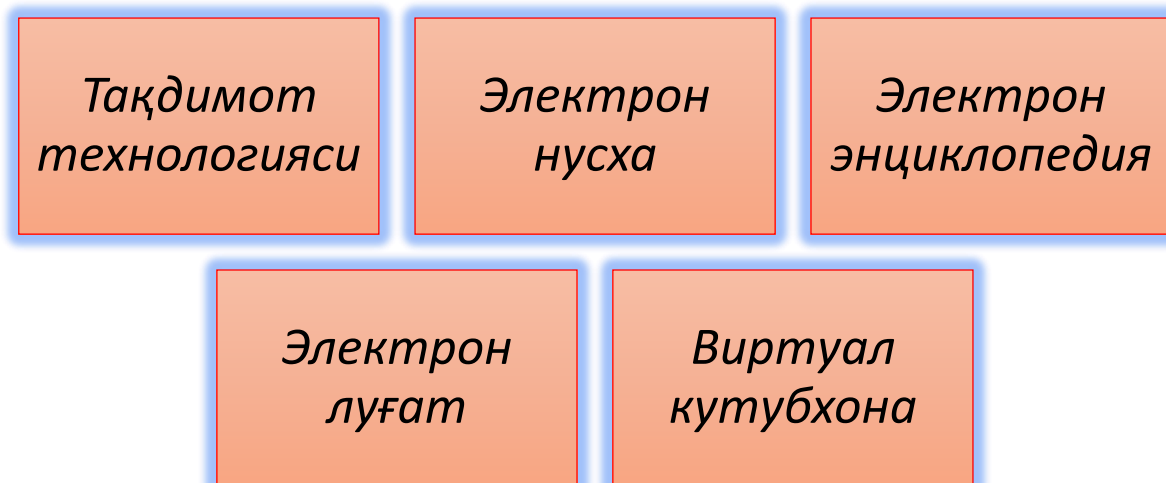 Тақдимот
технологияси
Электрон
нусха
Электрон
энциклопедия
Электрон
луғат
Виртуал
кутубхона